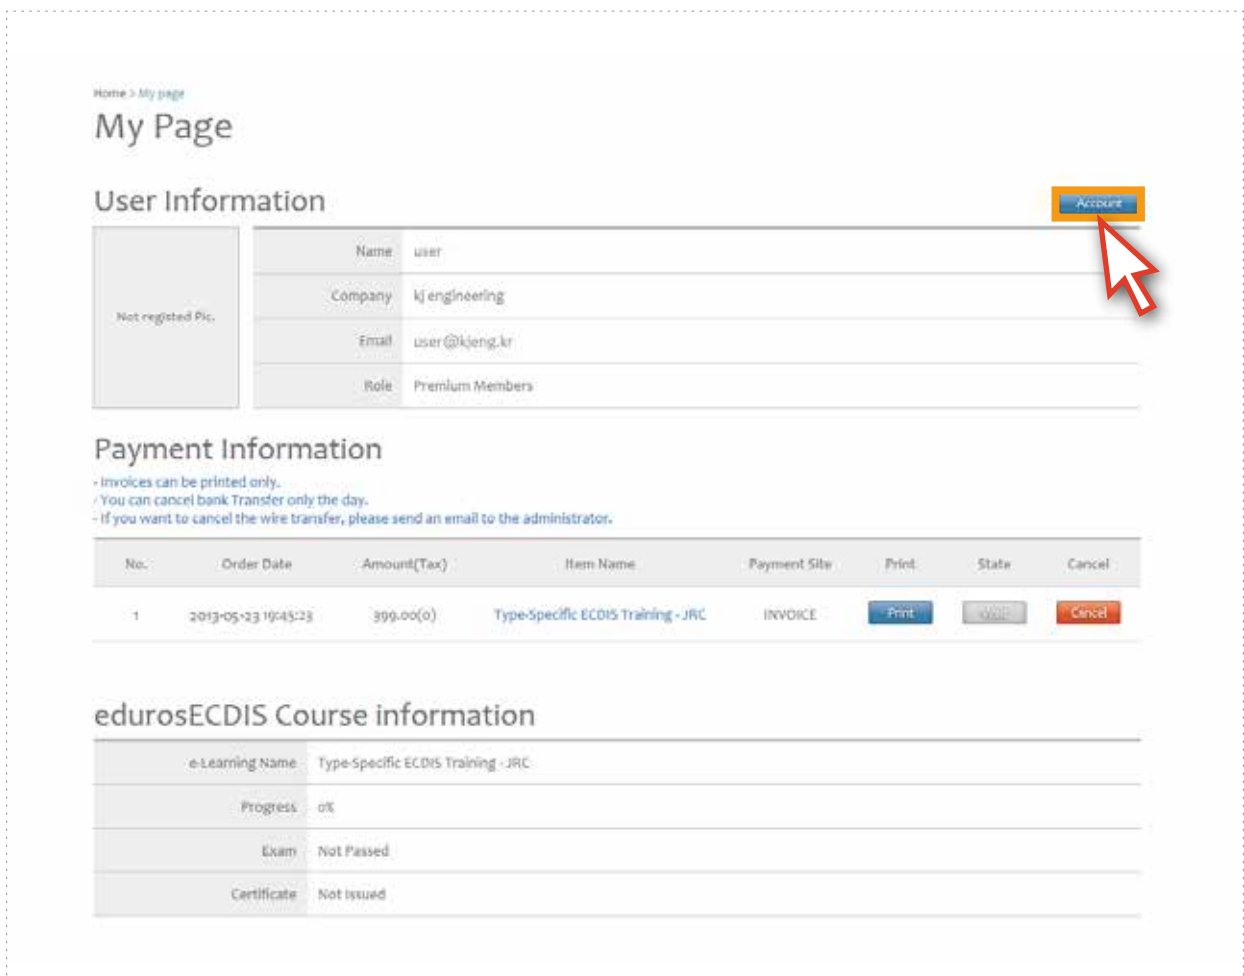 Home > My page
My Page
User Information
Account
Not registed Pic.
Name user
Company kj engineering
Email user@kjeng.kr
Role Premium Members
Payment Information
- Invoices can be printed only.
- You can cancel bank Transfer only the day.
- If you want to cancel the wire transfer, please send an email to the administrator.
No. Order Date Amount(Tax) Item Name Payment Site Print State Cancel
1 2013-05-23 19:45:23 399.00(0) Type-Specific ECDIS Training - JRC INVOICE Print Cancel
edurosECDIS Course information
e-Learning Name Type-Specific ECDIS Training - JRC
Progress 0%
Exam Not Passed
Certificate Not Issued